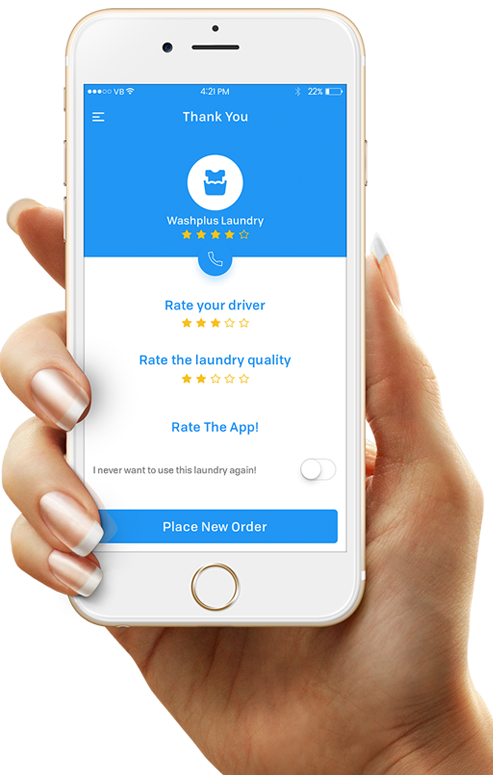 VB 4:21 PM 22%
Thank You
Washplus Laundry
Rate your driver
Rate the laundry quality
Rate The App!
I never want to use this laundry again!
Place New Order